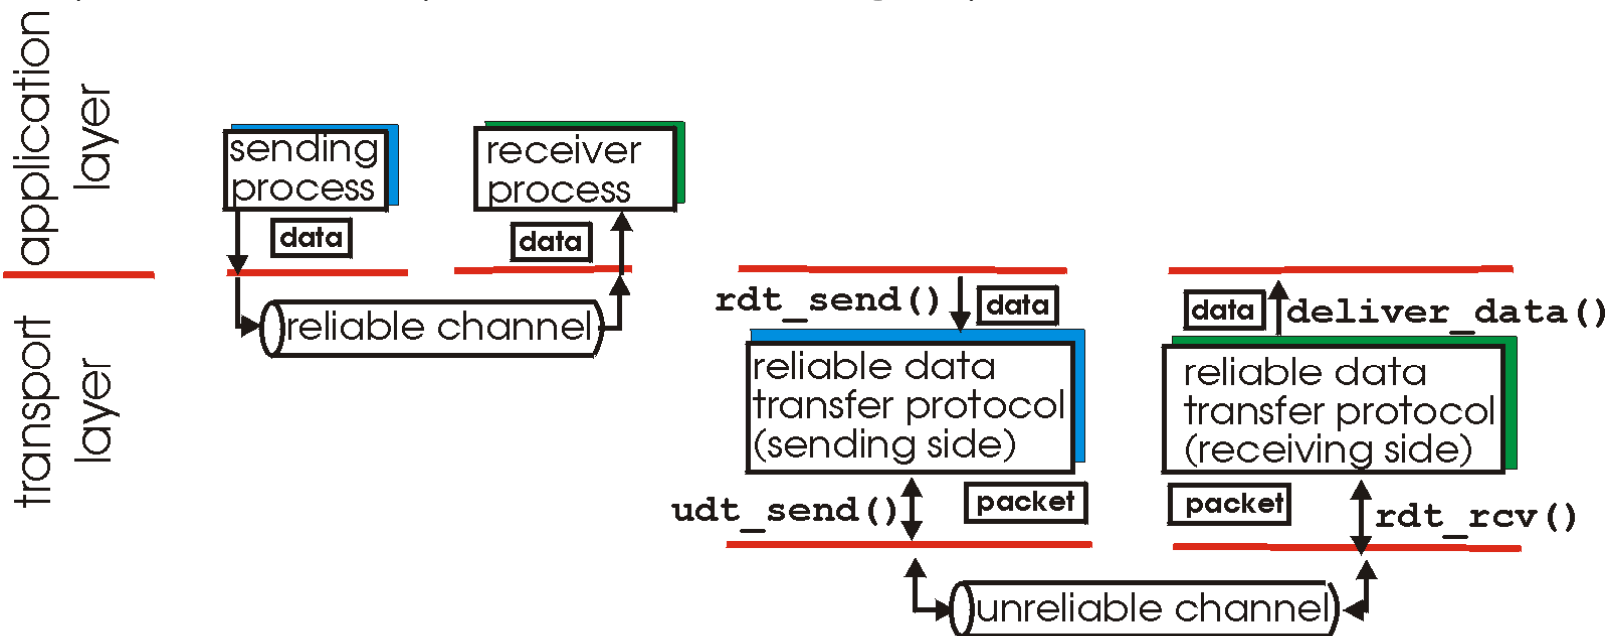 application
layer
transport
layer
sending
process
data
receiver
process
data
reliable channel
rdt_send()
data
reliable data
transfer protocol
(sending side)
udt_send()
packet
data
deliver_data()
reliable data
transfer protocol
(receiving side)
packet
rdt_rcv()
unreliable channel